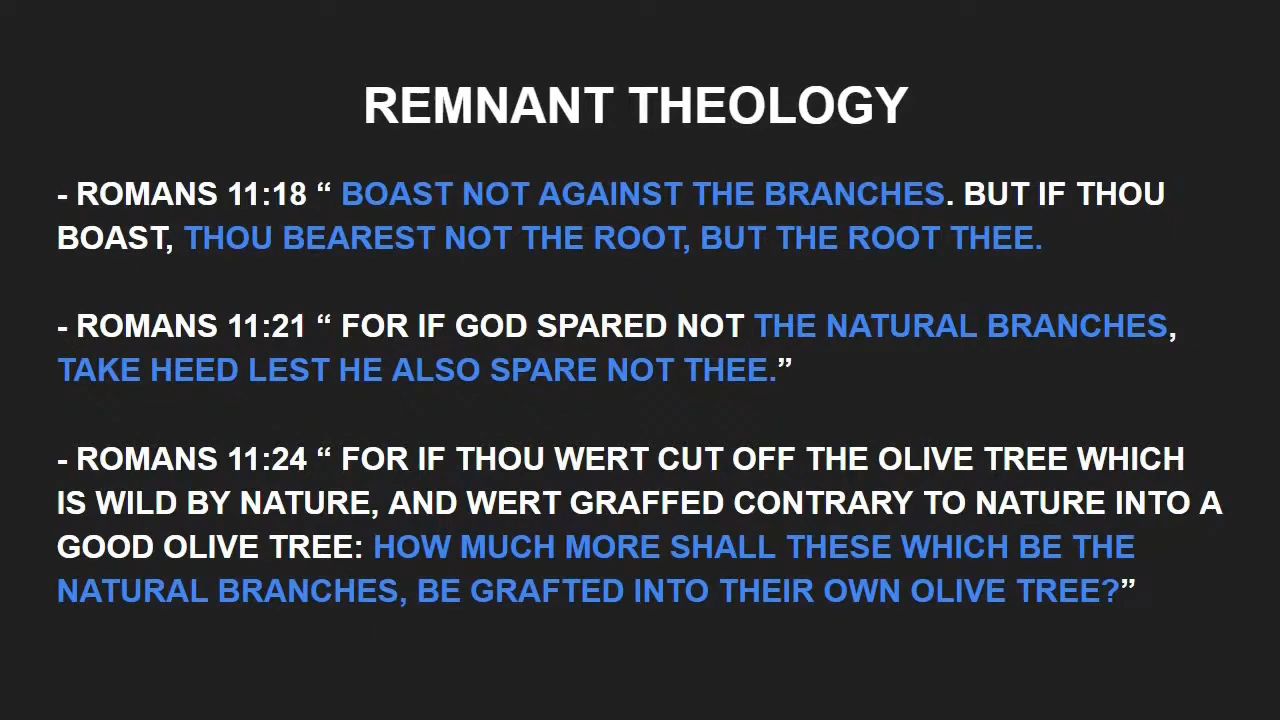 REMNANT THEOLOGY
- ROMANS 11:18 “ BOAST NOT AGAINST THE BRANCHES. BUT IF THOU
BOAST, THOU BEAREST NOT THE ROOT, BUT THE ROOT THEE.
- ROMANS 11:21 “ FOR IF GOD SPARED NOT THE NATURAL BRANCHES,
TAKE HEED LEST HE ALSO SPARE NOT THEE.”
- ROMANS 11:24 “ FOR IF THOU WERT CUT OFF THE OLIVE TREE WHICH
IS WILD BY NATURE, AND WERT GRAFFED CONTRARY TO NATURE INTO A
GOOD OLIVE TREE: HOW MUCH MORE SHALL THESE WHICH BE THE
NATURAL BRANCHES, BE GRAFTED INTO THEIR OWN OLIVE TREE?”